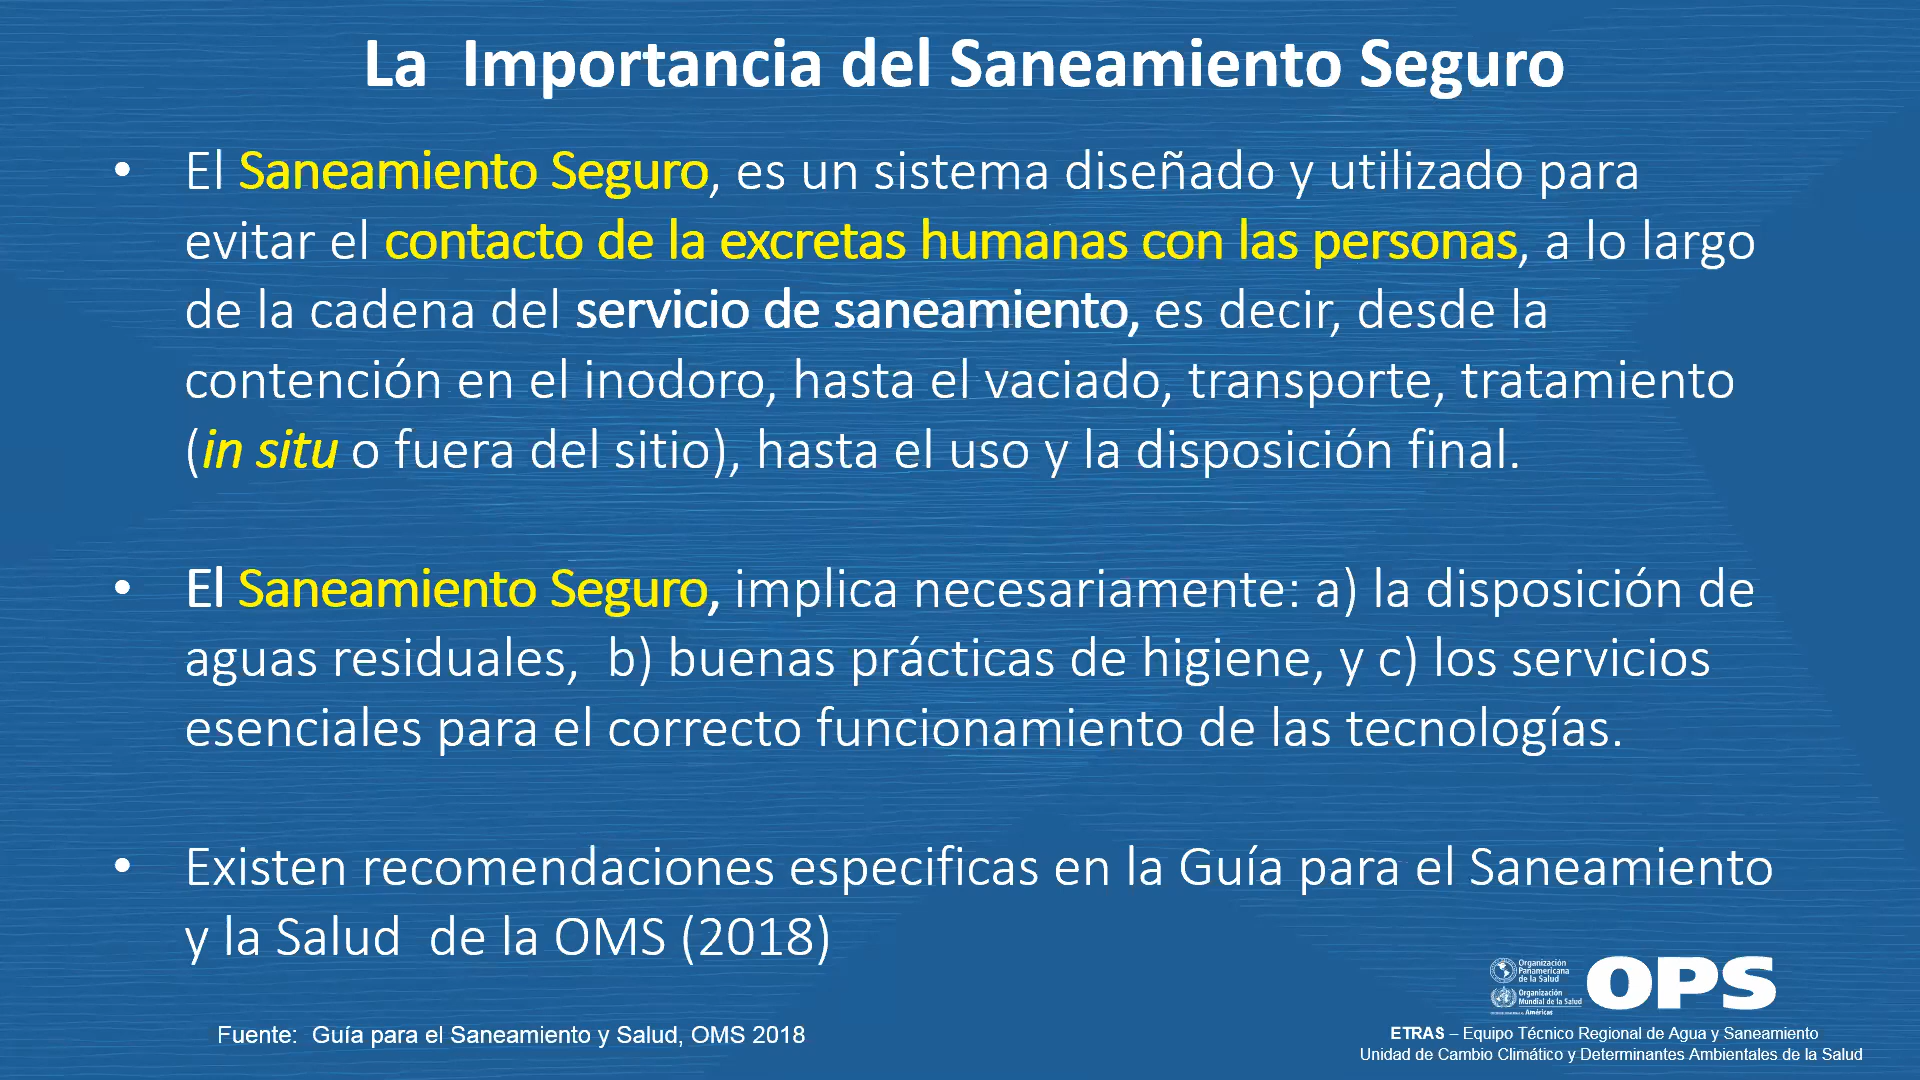 La  Importancia del Saneamiento Seguro
• El Saneamiento Seguro, es un sistema diseñado y utilizado para
evitar el contacto de la excretas humanas con las personas, a lo largo
de la cadena del servicio de saneamiento, es decir, desde la
contención en el inodoro, hasta el vaciado, transporte, tratamiento
(in situ o fuera del sitio), hasta el uso y la disposición final.
• El Saneamiento Seguro, implica necesariamente: a) la disposición de
aguas residuales,  b) buenas prácticas de higiene, y c) los servicios
esenciales para el correcto funcionamiento de las tecnologías.
• Existen recomendaciones especificas en la Guía para el Saneamiento
y la Salud  de la OMS (2018)
Organización
Panamericana
de la Salud
Organización
Mundial de la Salud
Américas
OPS
Fuente:  Guía para el Saneamiento y Salud, OMS 2018
ETRAS – Equipo Técnico Regional de Agua y Saneamiento
Unidad de Cambio Climático y Determinantes Ambientales de la Salud